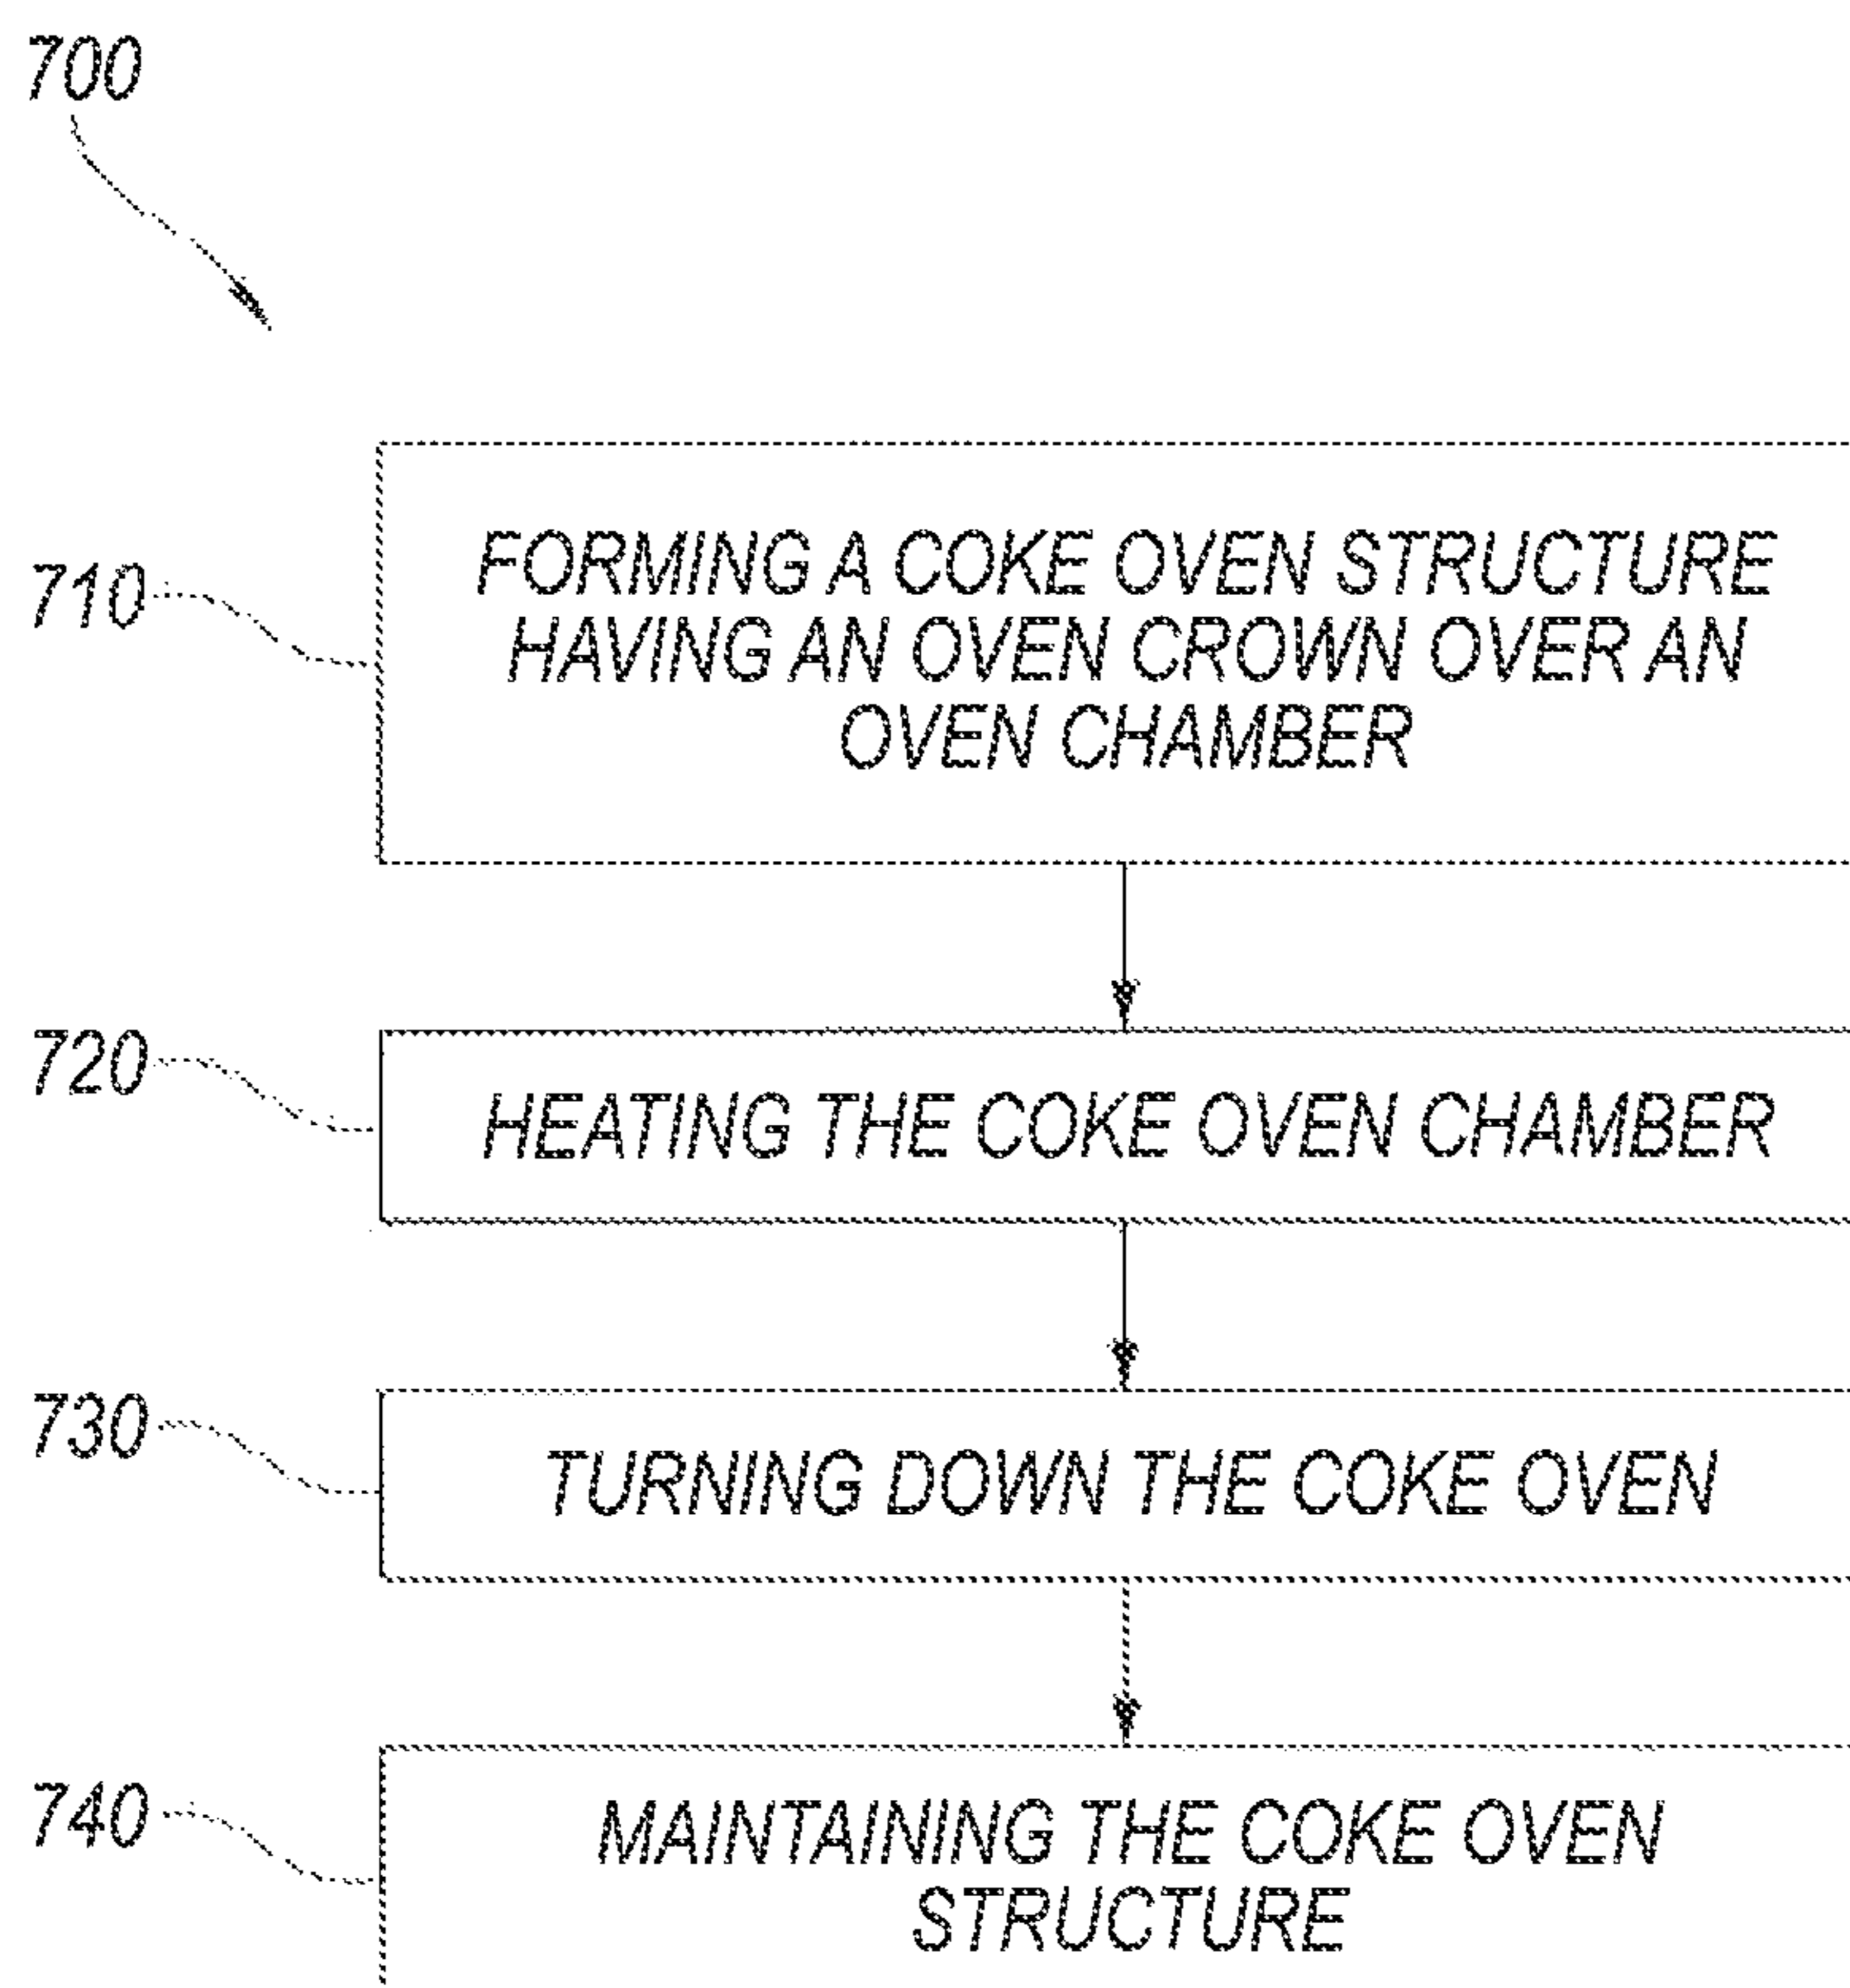 700
710
FORMING A COKE OVEN STRUCTURE
HAVING AN OVEN CROWN OVER AN
OVEN CHAMBER
720
HEATING THE COKE OVEN CHAMBER
730
TURNING DOWN THE COKE OVEN
740
MAINTAINING THE COKE OVEN
STRUCTURE